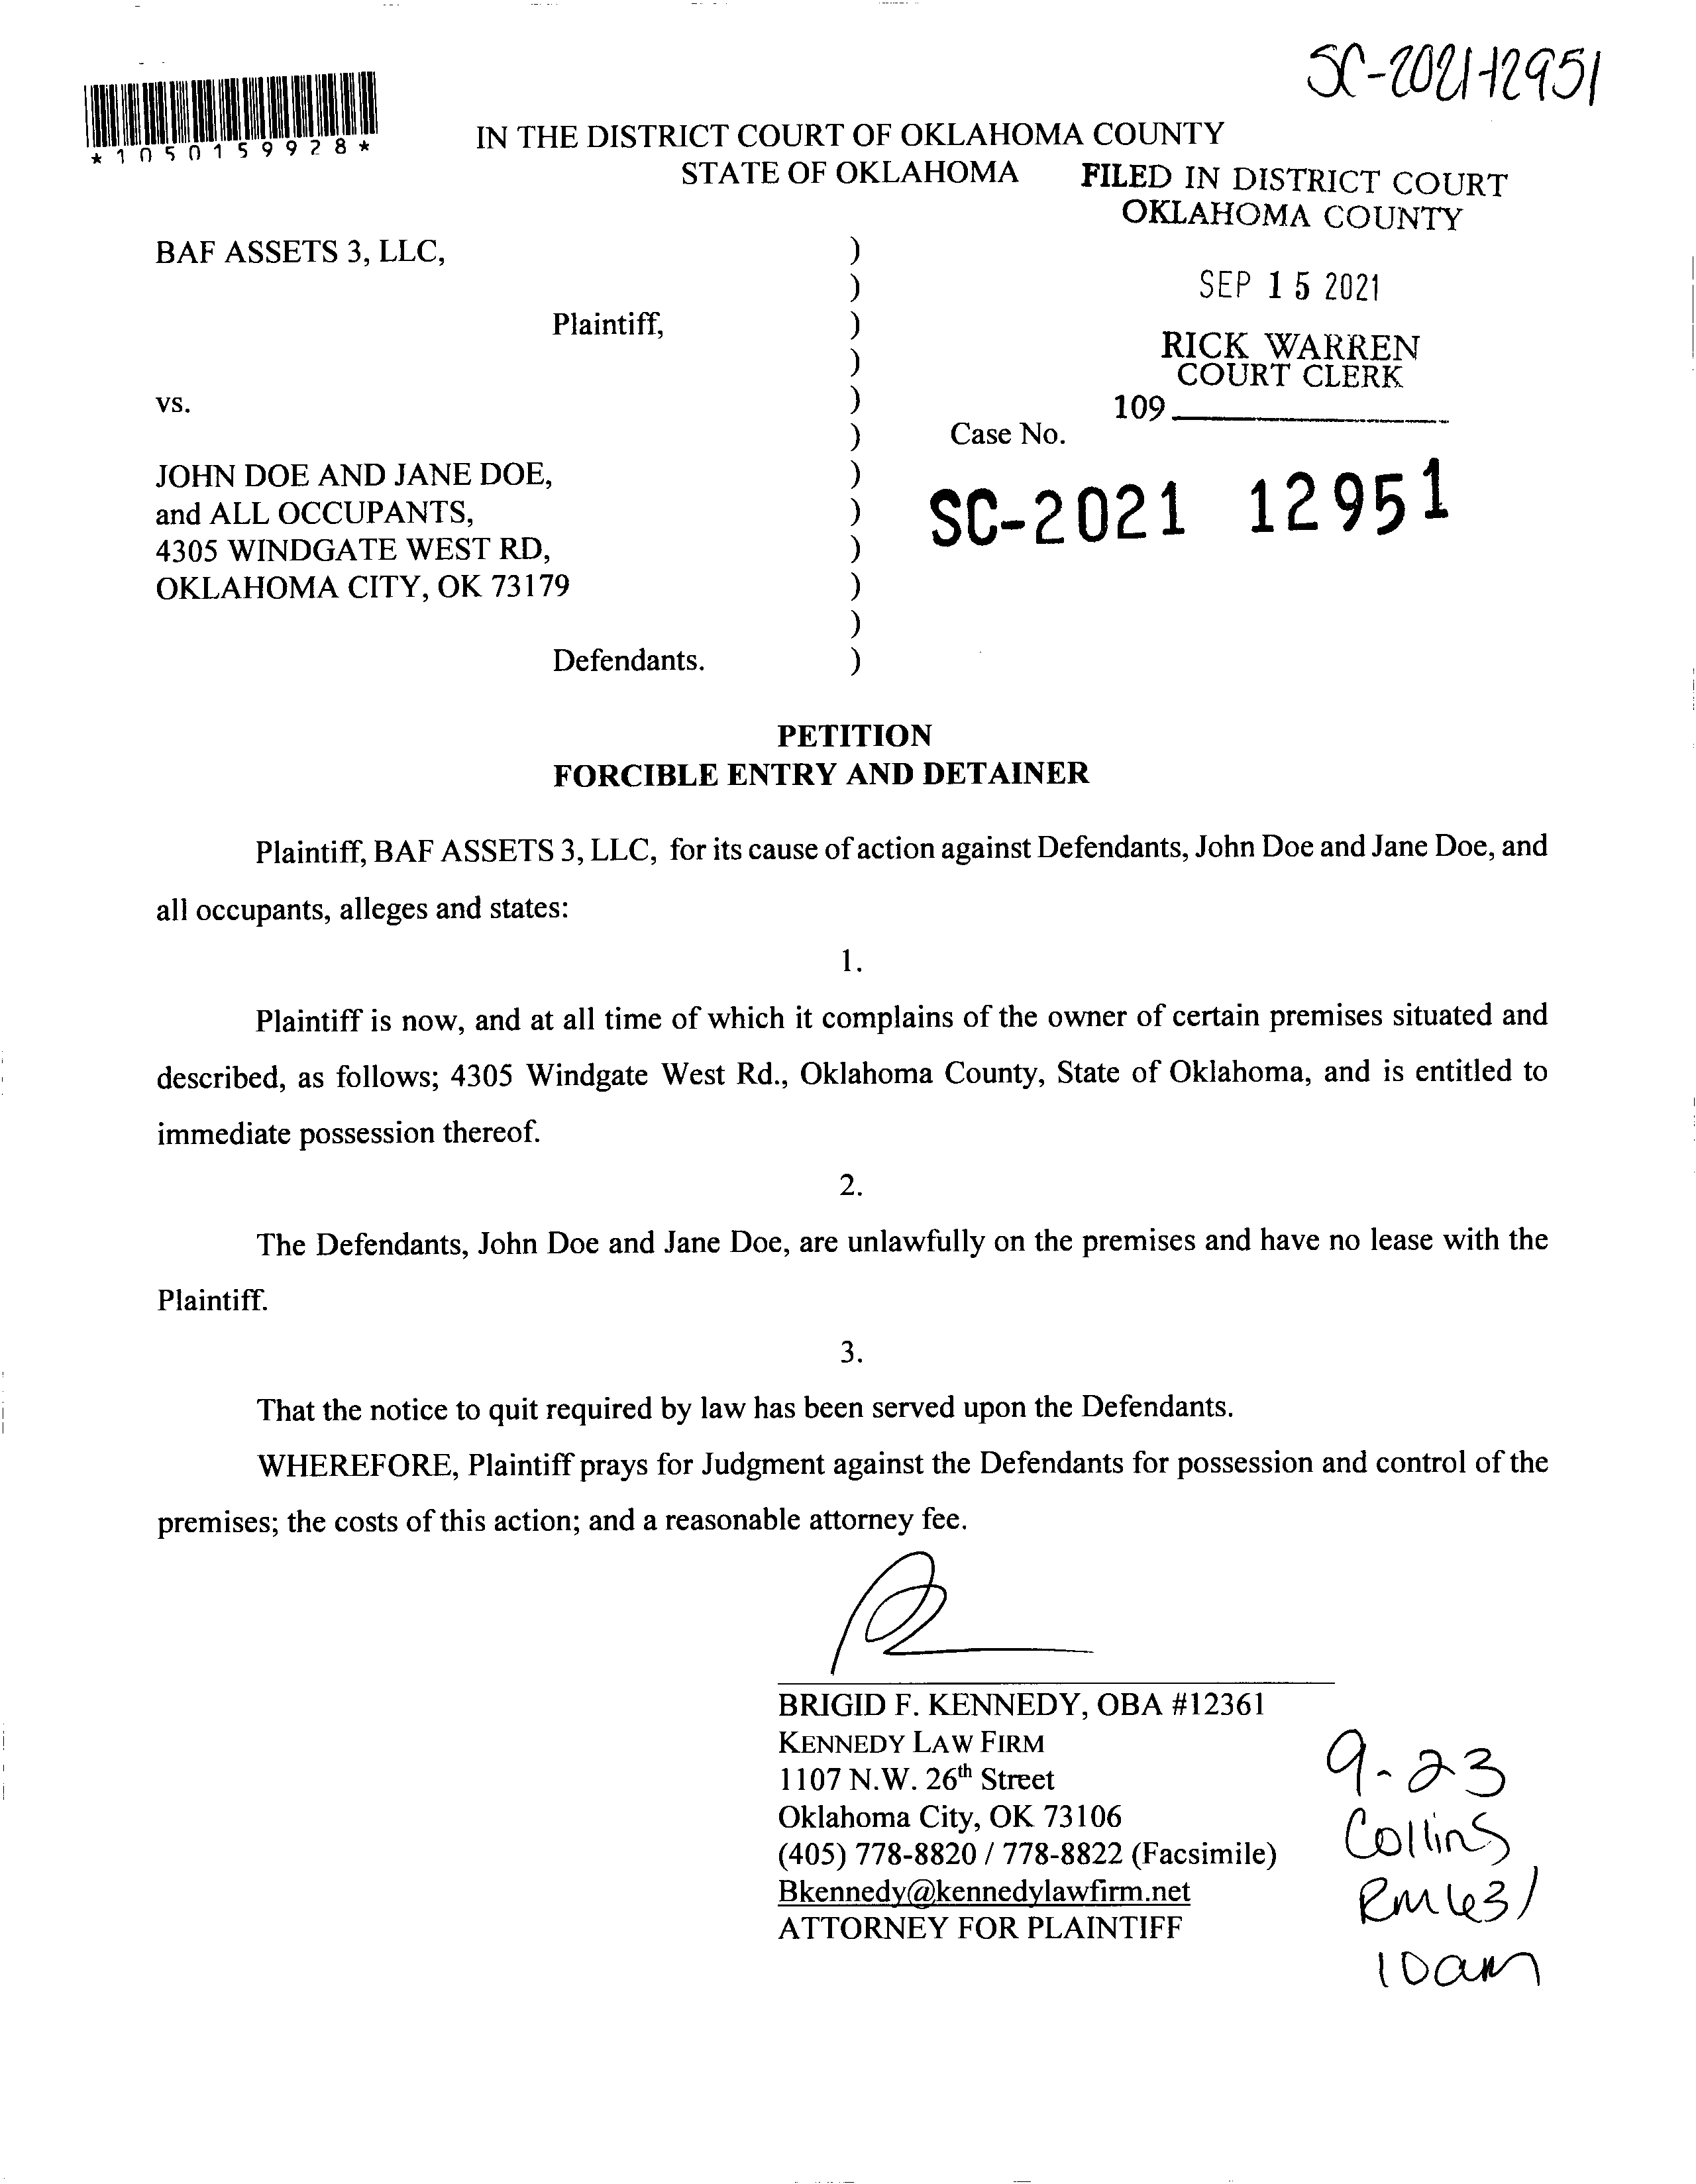 SC-2021-12951
*1050159928*
IN THE DISTRICT COURT OF OKLAHOMA COUNTY
STATE OF OKLAHOMA
FILED IN DISTRICT COURT
OKLAHOMA COUNTY
BAF ASSETS 3, LLC, )
)
SEP 15 2021
Plaintiff, )
)
RICK WARREN
COURT CLERK
vs. )
109
) Case No.
JOHN DOE AND JANE DOE, )
and ALL OCCUPANTS, ) SC-2021 12951
4305 WINDGATE WEST RD, )
OKLAHOMA CITY, OK 73179 )
)
Defendants. )
PETITION
FORCIBLE ENTRY AND DETAINER
Plaintiff, BAF ASSETS 3, LLC, for its cause of action against Defendants, John Doe and Jane Doe, and
all occupants, alleges and states:
1.
Plaintiff is now, and at all time of which it complains of the owner of certain premises situated and
described, as follows; 4305 Windgate West Rd., Oklahoma County, State of Oklahoma, and is entitled to
immediate possession thereof.
2.
The Defendants, John Doe and Jane Doe, are unlawfully on the premises and have no lease with the
Plaintiff.
3.
That the notice to quit required by law has been served upon the Defendants.
WHEREFORE, Plaintiff prays for Judgment against the Defendants for possession and control of the
premises; the costs of this action; and a reasonable attorney fee.
BRIGID F. KENNEDY, OBA #12361
KENNEDY LAW FIRM
1107 N.W. 26th Street
Oklahoma City, OK 73106
(405) 778-8820 / 778-8822 (Facsimile)
Bkennedy@kennedylawfirm.net
ATTORNEY FOR PLAINTIFF
9-23
Collins
Rm 631
10am